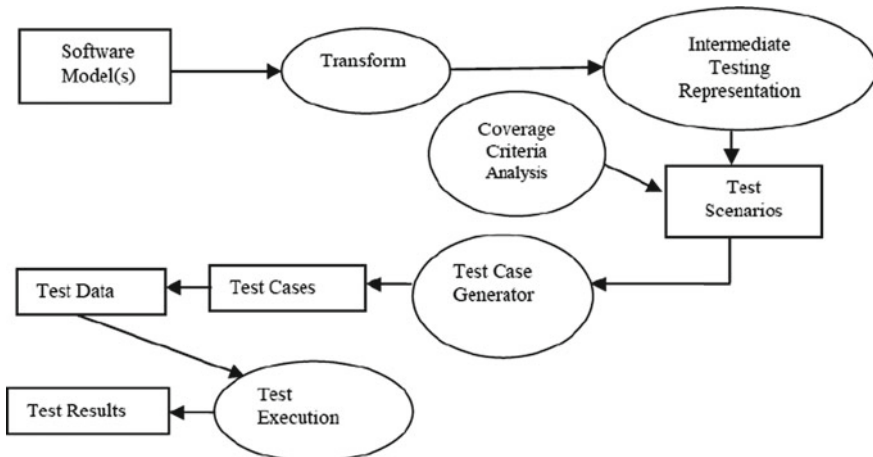 Software
Model(s)
Transform
Intermediate
Testing
Representation
Coverage
Criteria
Analysis
Test
Scenarios
Test Data
Test Cases
Test Case
Generator
Test Results
Test
Execution